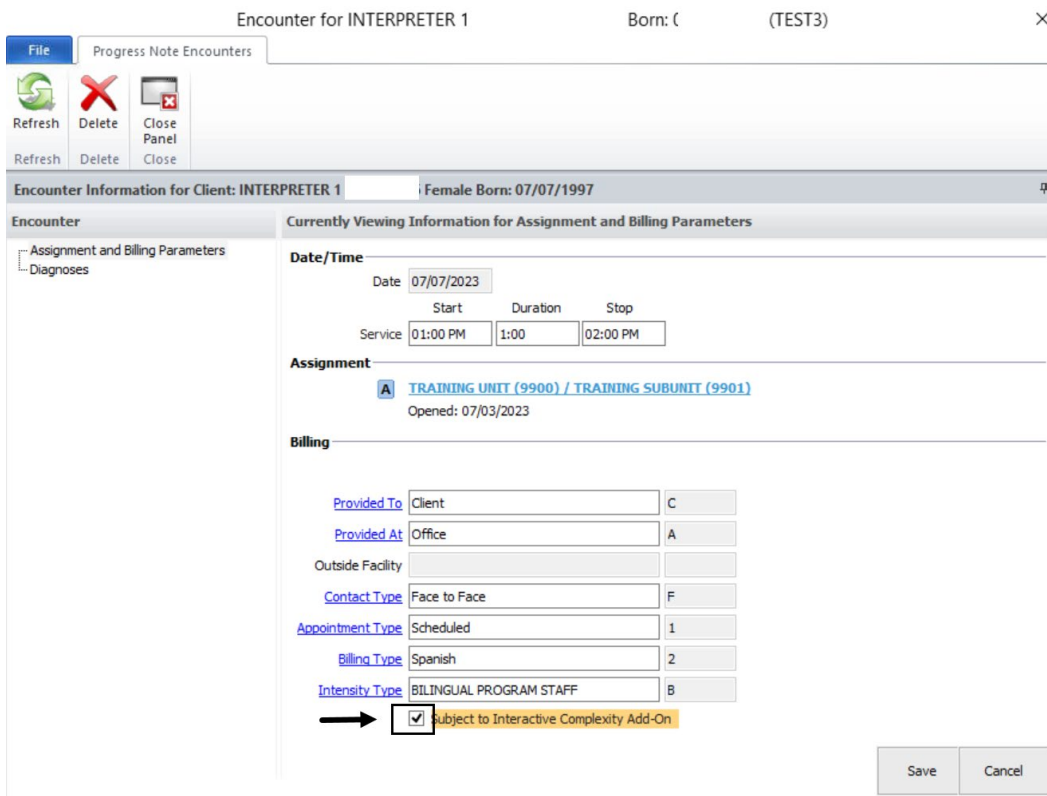 Encounter for INTERPRETER 1 Born: ( (TEST3)
File Progress Note Encounters
Refresh Delete Close Panel
Refresh Delete Close
Encounter Information for Client: INTERPRETER 1 Female Born: 07/07/1997
Encounter
Assignment and Billing Parameters
Diagnoses
Currently Viewing Information for Assignment and Billing Parameters
Date/Time
Date 07/07/2023
Start Duration Stop
Service 01:00 PM 1:00 02:00 PM
Assignment
A TRAINING UNIT (9900) / TRAINING SUBUNIT (9901)
Opened: 07/03/2023
Billing
Provided To Client C
Provided At Office A
Outside Facility
Contact Type Face to Face F
Appointment Type Scheduled 1
Billing Type Spanish 2
Intensity Type BILINGUAL PROGRAM STAFF B
Subject to Interactive Complexity Add-On
Save Cancel